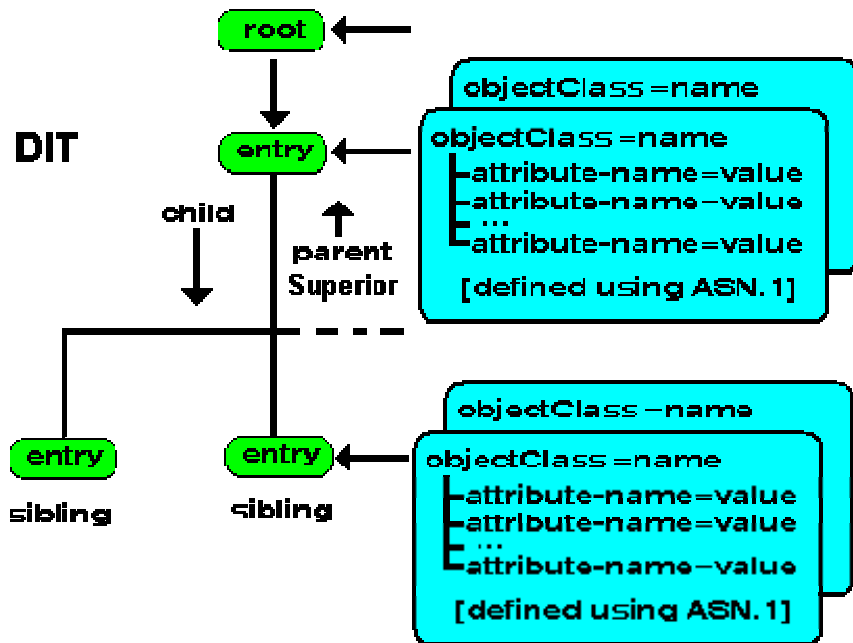 root
objectClass=name
DIT
entry
objectClass=name
attribute-name=value
attribute-name-value
...
attribute-name=value
[defined using ASN.1]
child
parent
Superior
objectClass-name
entry
sibling
entry
sibling
objectClass=name
attribute-name=value
attribute-name=value
...
attribute-name-value
[defined using ASN.1]